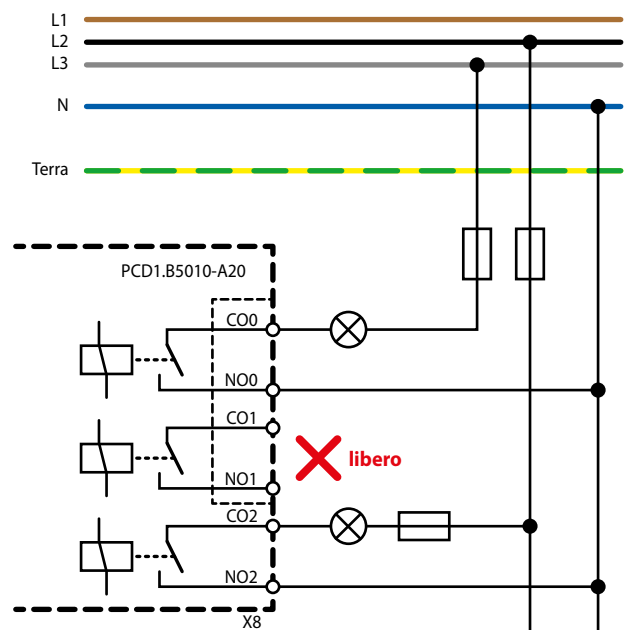 L1
L2
L3
N
Terra
PCD1.B5010-A20
CO0
NO0
CO1
libero
NO1
CO2
NO2
X8